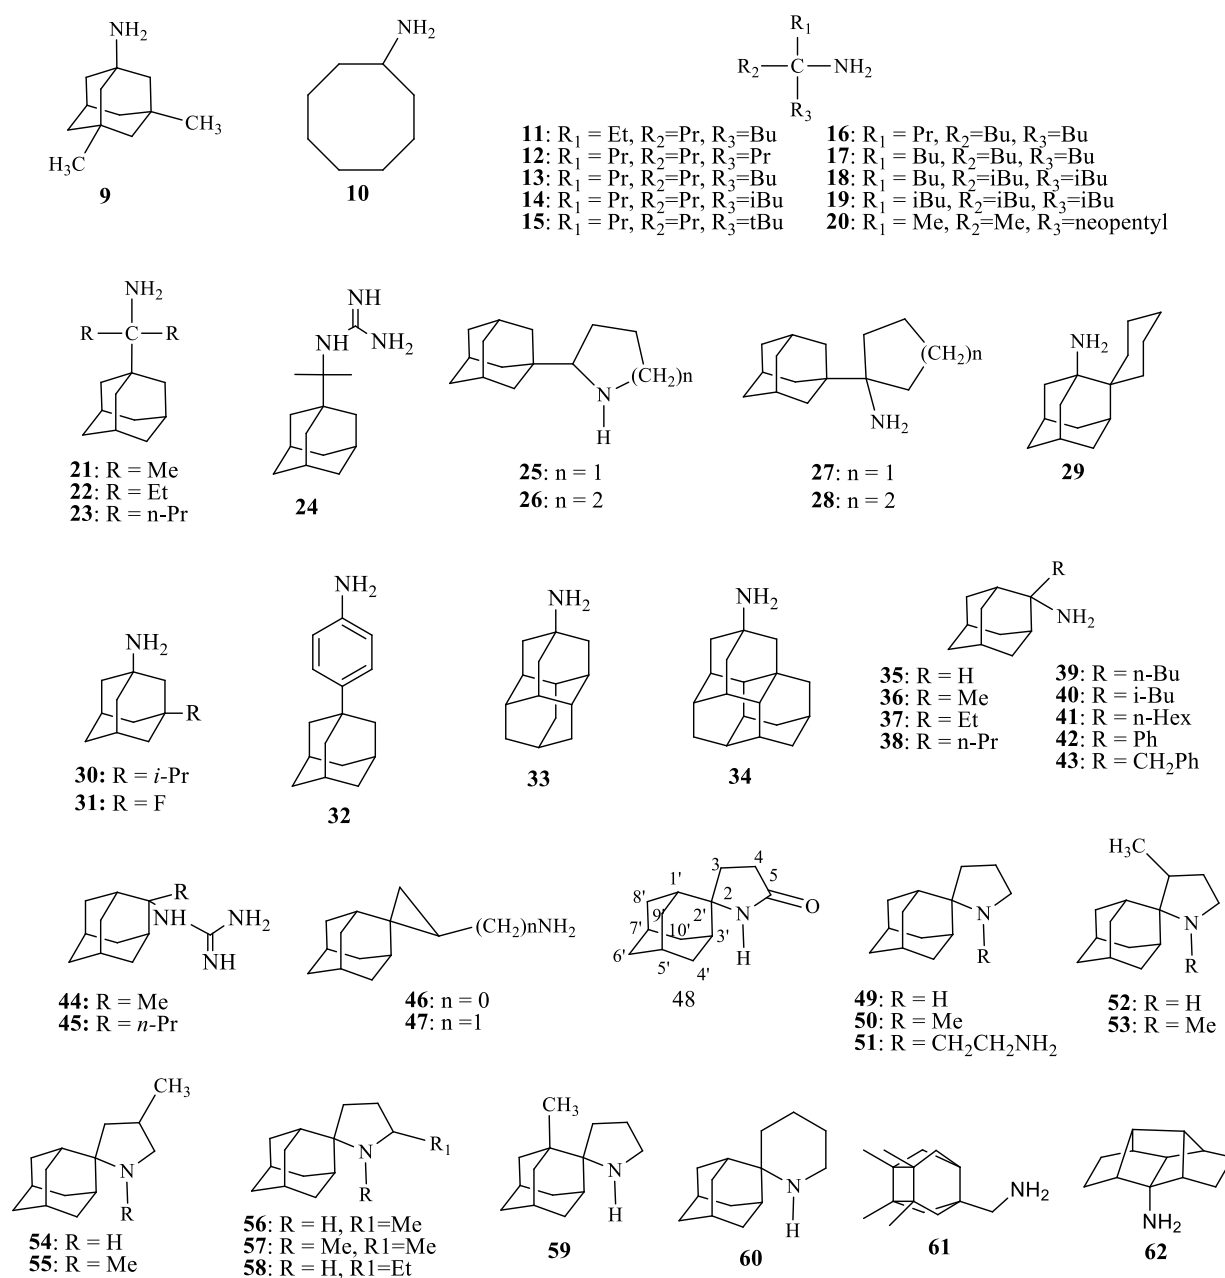 NH2
CH3
H3C
9
NH2
10
R1
R2 C NH2
R3
11: R1 = Et, R2=Pr, R3=Bu
12: R1 = Pr, R2=Pr, R3=Pr
13: R1 = Pr, R2=Pr, R3=Bu
14: R1 = Pr, R2=Pr, R3=iBu
15: R1 = Pr, R2=Pr, R3=tBu
16: R1 = Pr, R2=Bu, R3=Bu
17: R1 = Bu, R2=Bu, R3=Bu
18: R1 = Bu, R2=iBu, R3=iBu
19: R1 = iBu, R2=iBu, R3=iBu
20: R1 = Me, R2=Me, R3=neopentyl
NH2
R C R
21: R = Me
22: R = Et
23: R = n-Pr
NH
NH NH2
24
(CH2)n
N
H
25: n = 1
26: n = 2
(CH2)n
NH2
27: n = 1
28: n = 2
NH2
29
NH2
R
30: R = i-Pr
31: R = F
NH2
32
NH2
33
NH2
34
R
NH2
35: R = H
36: R = Me
37: R = Et
38: R = n-Pr
39: R = n-Bu
40: R = i-Bu
41: R = n-Hex
42: R = Ph
43: R = CH2Ph
R
NH NH2
NH
44: R = Me
45: R = n-Pr
(CH2)nNH2
46: n = 0
47: n =1
3 4
1' 5
8' 2 O
9' 2' N
7' 10' 3' H
6' 5' 4'
48
N
R
49: R = H
50: R = Me
51: R = CH2CH2NH2
H3C
N
R
52: R = H
53: R = Me
CH3
N
R
54: R = H
55: R = Me
N R1
R
56: R = H, R1=Me
57: R = Me, R1=Me
58: R = H, R1=Et
CH3
N
H
59
N
H
60
NH2
61
NH2
62